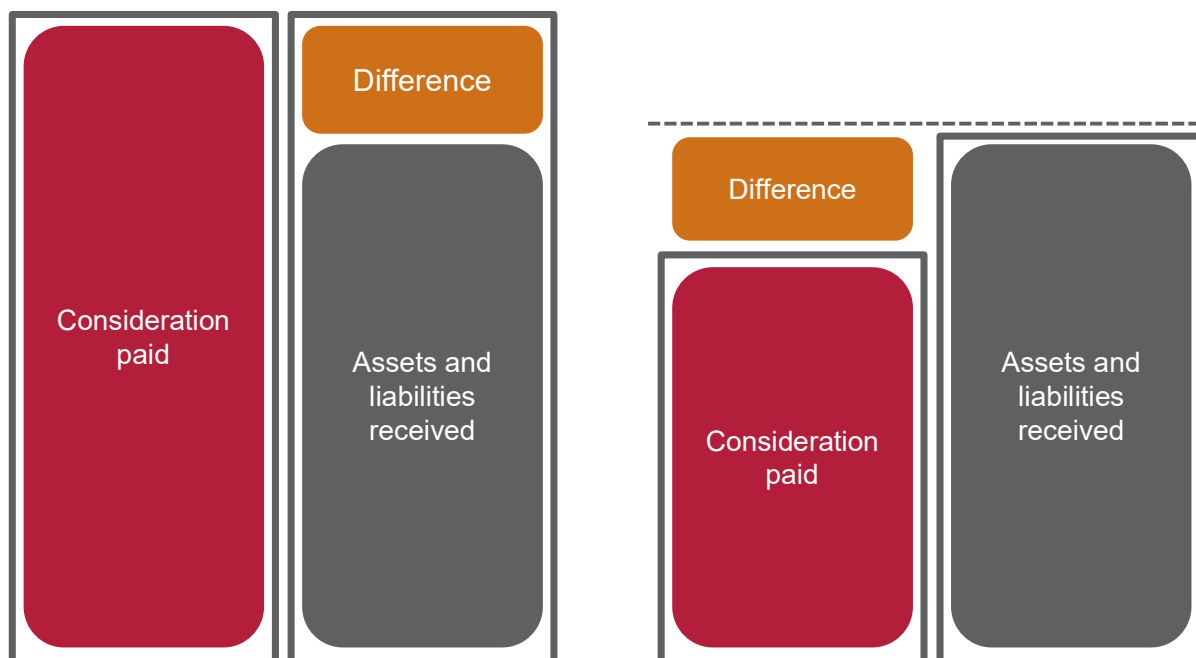 Consideration
paid
Difference
Assets and
liabilities
received
Difference
Consideration
paid
Assets and
liabilities
received